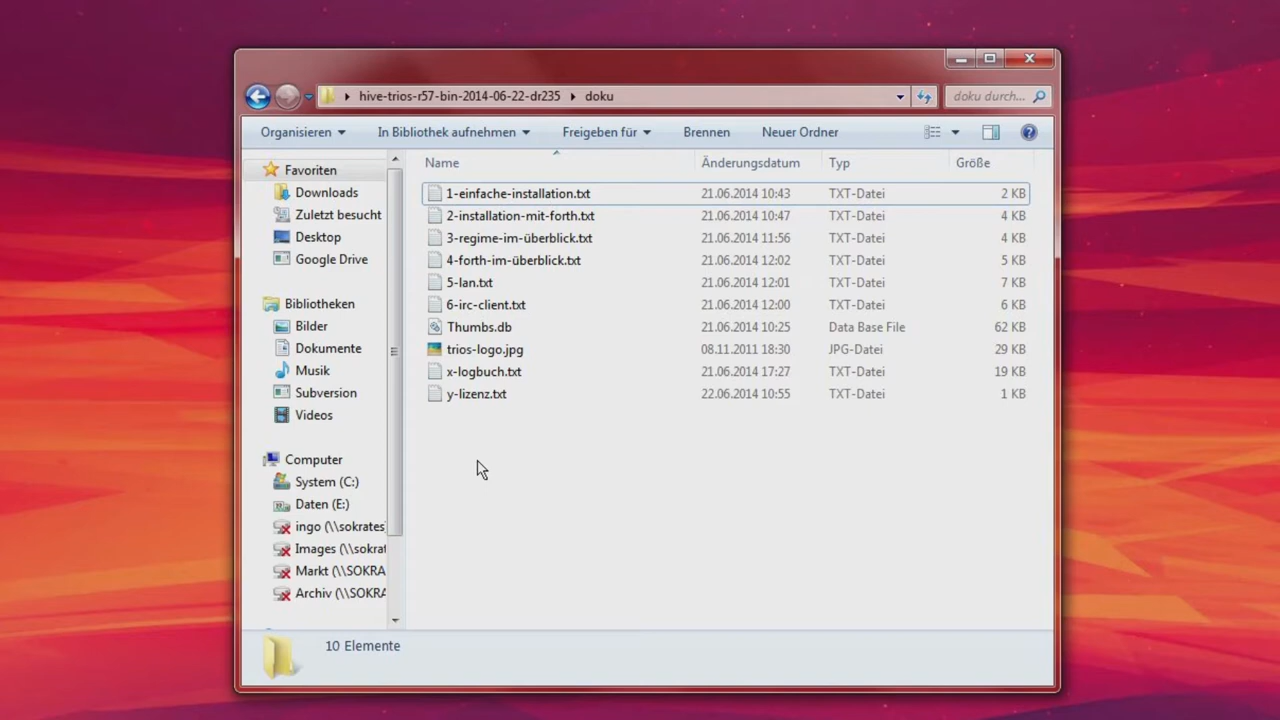 hive-trios-r57-bin-2014-06-22-dr235 doku doku durch...
Organisieren In Bibliothek aufnehmen Freigeben für Brennen Neuer Ordner
Name Änderungsdatum Typ Größe
Favoriten
Downloads
Zuletzt besucht
Desktop
Google Drive
Bibliotheken
Bilder
Dokumente
Musik
Subversion
Videos
Computer
System (C:)
Daten (E:)
ingo (\\sokrates
Images (\\sokrat
Markt (\\SOKRA
Archiv (\\SOKRA
1-einfache-installation.txt 21.06.2014 10:43 TXT-Datei 2 KB
2-installation-mit-forth.txt 21.06.2014 10:47 TXT-Datei 4 KB
3-regime-im-überblick.txt 21.06.2014 11:56 TXT-Datei 4 KB
4-forth-im-überblick.txt 21.06.2014 12:02 TXT-Datei 5 KB
5-lan.txt 21.06.2014 12:01 TXT-Datei 7 KB
6-irc-client.txt 21.06.2014 12:00 TXT-Datei 6 KB
Thumbs.db 21.06.2014 10:25 Data Base File 62 KB
trios-logo.jpg 08.11.2011 18:30 JPG-Datei 29 KB
x-logbuch.txt 21.06.2014 17:27 TXT-Datei 19 KB
y-lizenz.txt 22.06.2014 10:55 TXT-Datei 1 KB
10 Elemente